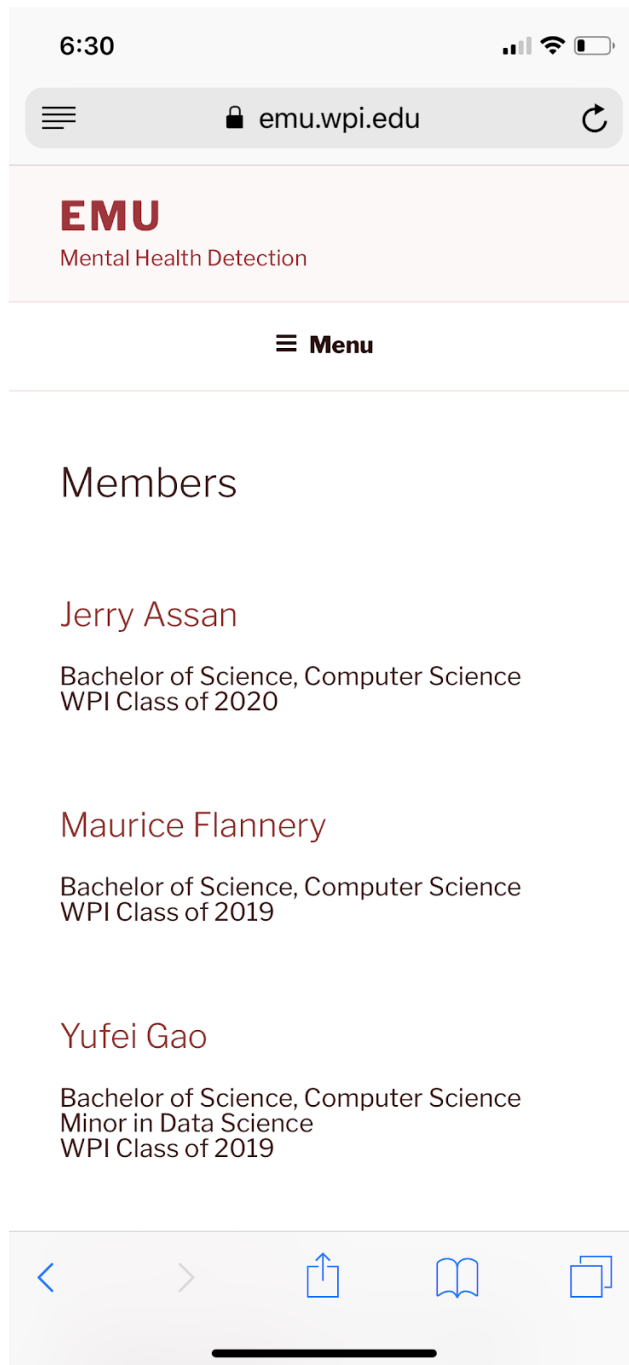 6:30
emu.wpi.edu
EMU
Mental Health Detection
Menu
Members
Jerry Assan
Bachelor of Science, Computer Science
WPI Class of 2020
Maurice Flannery
Bachelor of Science, Computer Science
WPI Class of 2019
Yufei Gao
Bachelor of Science, Computer Science
Minor in Data Science
WPI Class of 2019